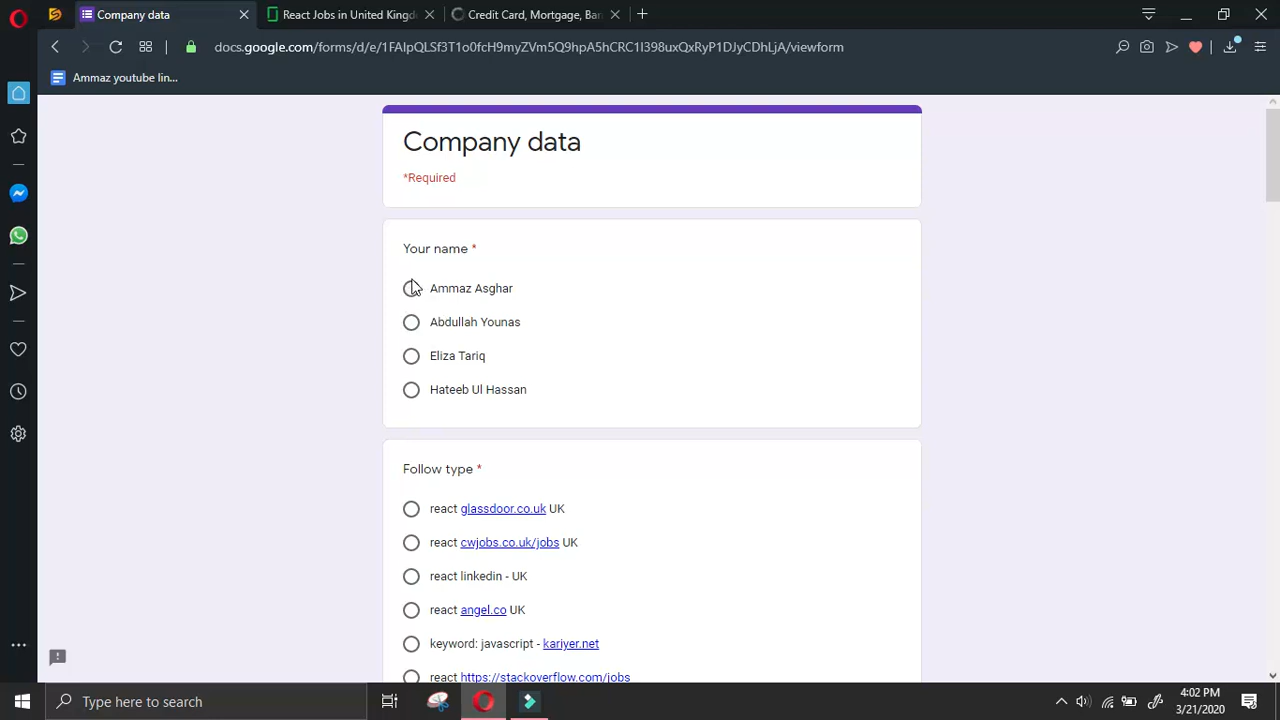 Company data
React Jobs in United Kingd
Credit Card, Mortgage, Ban
docs.google.com/forms/d/e/1FAIpQLSf3T1o0fcH9myZVm5Q9hpA5hCRC1I398uxQxRyP1DJyCDhLjA/viewform
Ammaz youtube lin...
Company data
*Required
Your name *
Ammaz Asghar
Abdullah Younas
Eliza Tariq
Hateeb Ul Hassan
Follow type *
react glassdoor.co.uk UK
react cwjobs.co.uk/jobs UK
react linkedin - UK
react angel.co UK
keyword: javascript - kariyer.net
react https://stackoverflow.com/jobs
Type here to search
4:02 PM
3/21/2020